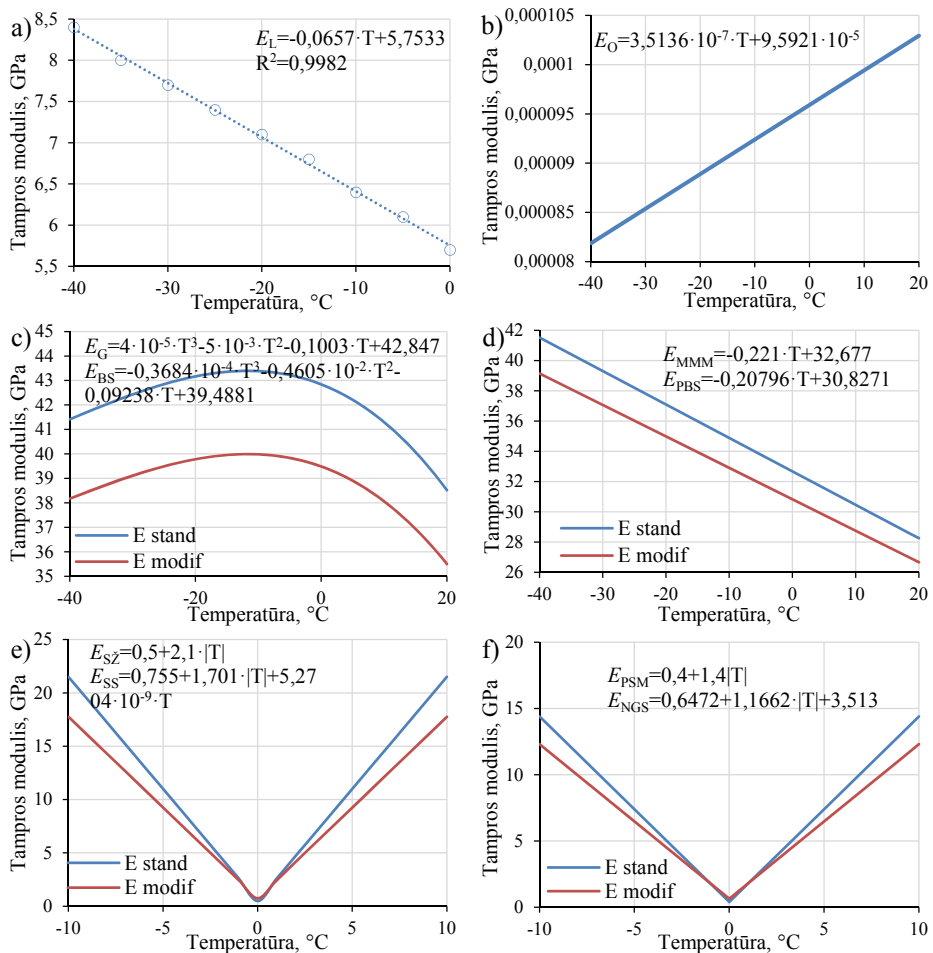 a)
Tampros modulis, GPa
8,5
8
7,5
7
6,5
6
5,5
E_L=-0,0657·T+5,7533
R²=0,9982
-40 -30 -20 -10 0
Temperatūra, °C
b)
Tampros modulis, GPa
0,000105
0,0001
0,000095
0,00009
0,000085
0,00008
E_O=3,5136·10⁻⁷·T+9,5921·10⁻⁵
-40 -30 -20 -10 0 10 20
Temperatūra, °C
c)
Tampros modulis, GPa
45
44
43
42
41
40
39
38
37
36
35
E_G=4·10⁻⁵·T³-5·10⁻³·T²-0,1003·T+42,847
E_BS=-0,3684·10⁻⁴·T³-0,4605·10⁻²·T²-
0,09238·T+39,4881
E stand
E modif
-40 -20 0 20
Temperatūra, °C
d)
Tampros modulis, GPa
42
40
38
36
34
32
30
28
26
E_MMM=-0,221·T+32,677
E_PBS=-0,20796·T+30,8271
E stand
E modif
-40 -30 -20 -10 0 10 20
Temperatūra, °C
e)
Tampros modulis, GPa
25
20
15
10
5
0
E_SŽ=0,5+2,1·|T|
E_SS=0,755+1,701·|T|+5,27
04·10⁻⁹·T
E stand
E modif
-10 -5 0 5 10
Temperatūra, °C
f)
Tampros modulis, GPa
20
15
10
5
0
E_PSM=0,4+1,4|T|
E_NGS=0,6472+1,1662·|T|+3,513
E stand
E modif
-10 -5 0 5 10
Temperatūra, °C